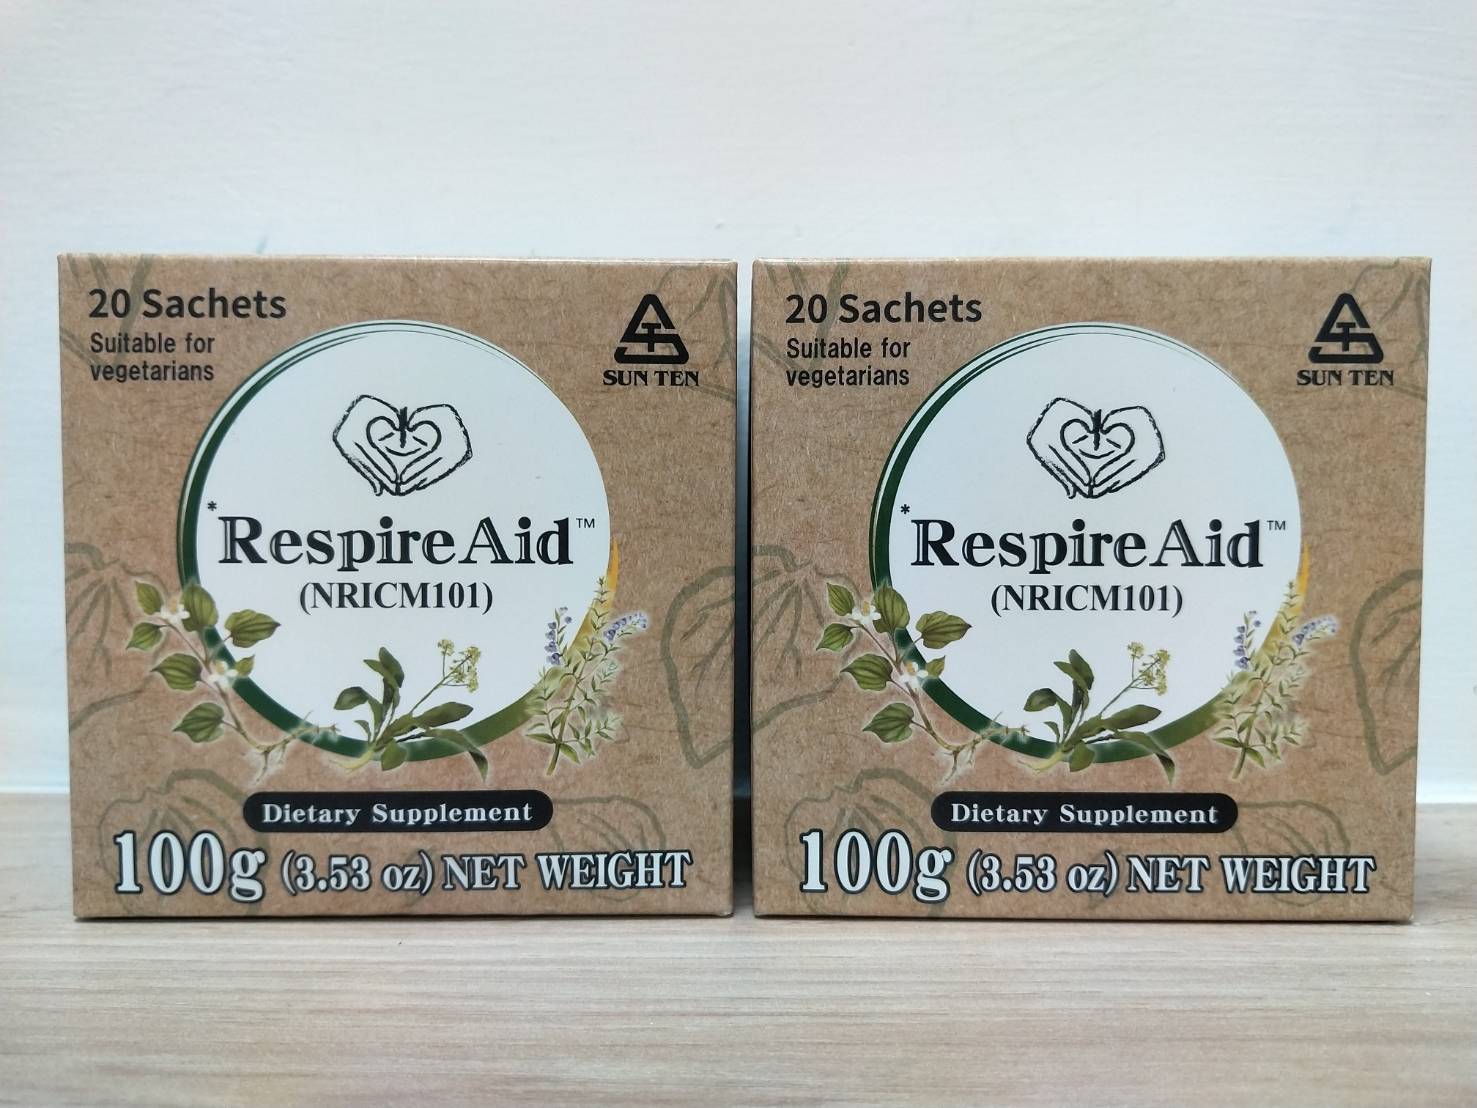 20 Sachets
Suitable for
vegetarians
SUN TEN
*RespireAid™
(NRICM101)
Dietary Supplement
100g (3.53 oz) NET WEIGHT
20 Sachets
Suitable for
vegetarians
SUN TEN
*RespireAid™
(NRICM101)
Dietary Supplement
100g (3.53 oz) NET WEIGHT